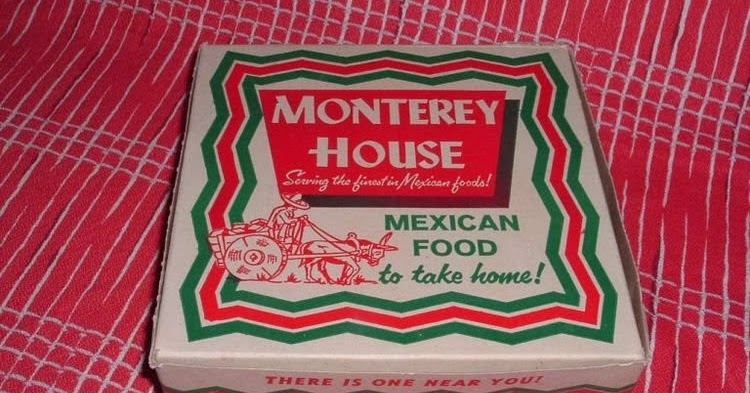 MONTEREY
HOUSE
Serving the finest in Mexican foods!
MEXICAN
FOOD
to take home!
THERE IS ONE NEAR YOU!